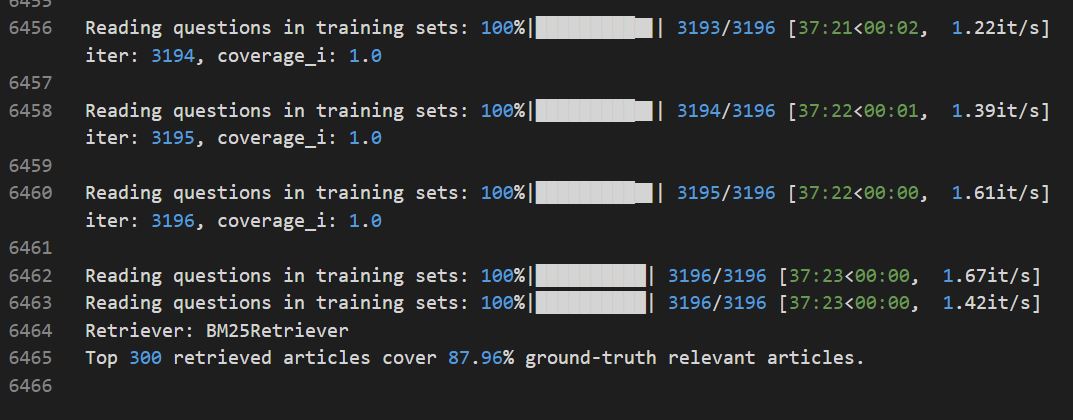 6455
6456 Reading questions in training sets: 100%|██████████| 3193/3196 [37:21<00:02, 1.22it/s]
iter: 3194, coverage_i: 1.0
6457
6458 Reading questions in training sets: 100%|██████████| 3194/3196 [37:22<00:01, 1.39it/s]
iter: 3195, coverage_i: 1.0
6459
6460 Reading questions in training sets: 100%|██████████| 3195/3196 [37:22<00:00, 1.61it/s]
iter: 3196, coverage_i: 1.0
6461
6462 Reading questions in training sets: 100%|██████████| 3196/3196 [37:23<00:00, 1.67it/s]
6463 Reading questions in training sets: 100%|██████████| 3196/3196 [37:23<00:00, 1.42it/s]
6464 Retriever: BM25Retriever
6465 Top 300 retrieved articles cover 87.96% ground-truth relevant articles.
6466